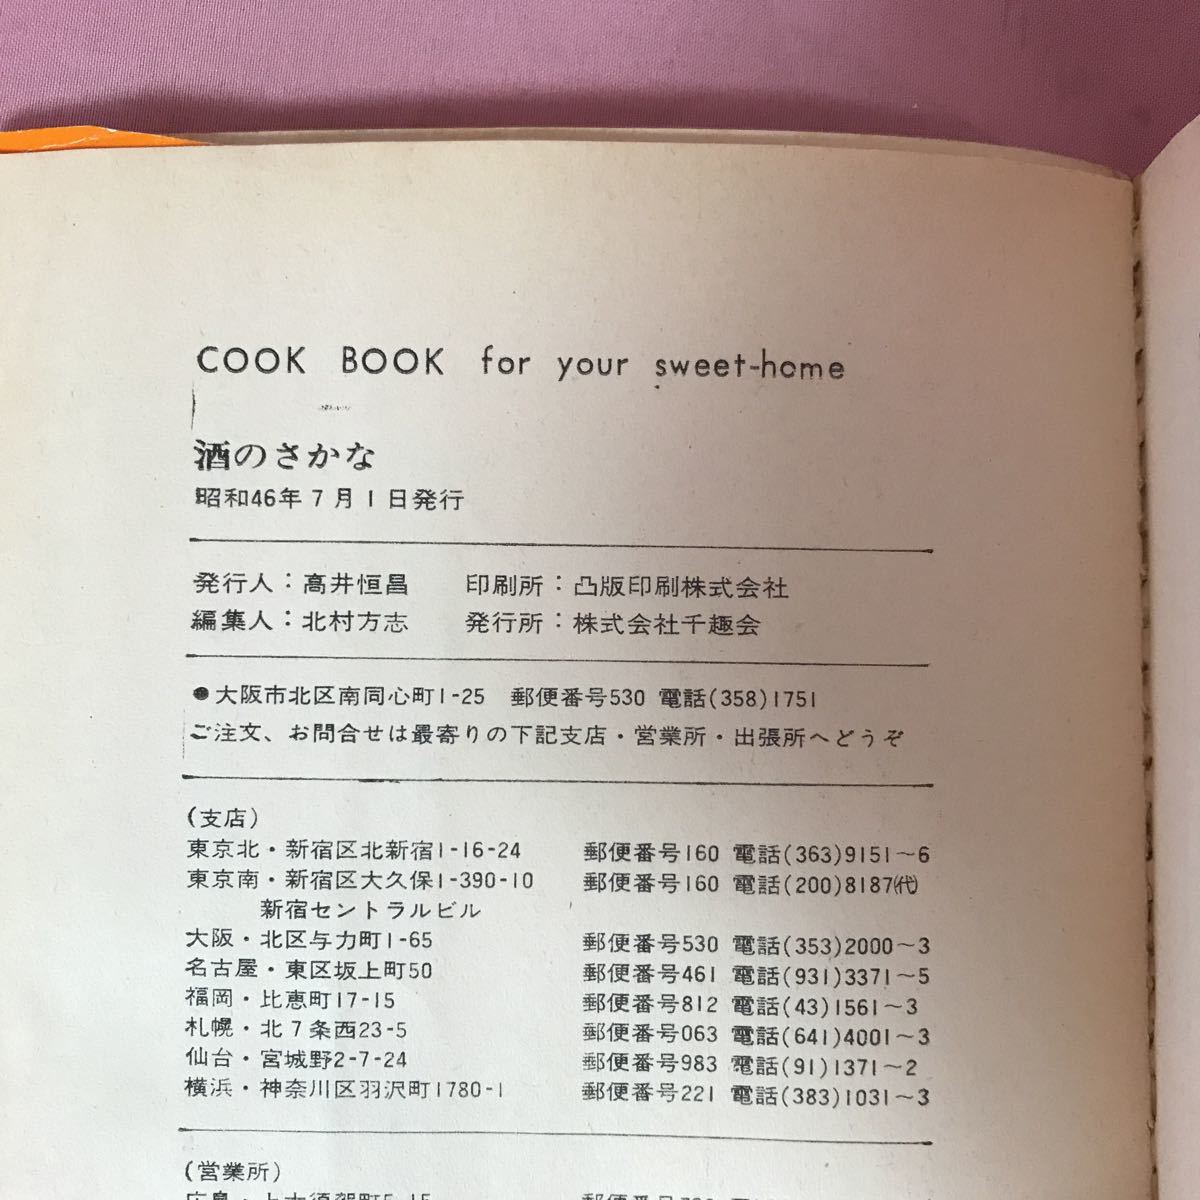 COOK BOOK for your sweet-home
酒のさかな
昭和46年7月1日発行
発行人：高井恒昌　印刷所：凸版印刷株式会社
編集人：北村方志　発行所：株式会社千趣会
●大阪市北区南同心町1-25　郵便番号530 電話(358)1751
ご注文、お問合せは最寄りの下記支店・営業所・出張所へどうぞ
(支店)
東京北・新宿区北新宿1-16-24　郵便番号160 電話(363)9151〜6
東京南・新宿区大久保1-390-10　郵便番号160 電話(200)8187㈹
新宿セントラルビル
大阪・北区与力町1-65　郵便番号530 電話(353)2000〜3
名古屋・東区坂上町50　郵便番号461 電話(931)3371〜5
福岡・比恵町17-15　郵便番号812 電話(43)1561〜3
札幌・北7条西23-5　郵便番号063 電話(641)4001〜3
仙台・宮城野2-7-24　郵便番号983 電話(91)1371〜2
横浜・神奈川区羽沢町1780-1　郵便番号221 電話(383)1031〜3
(営業所)